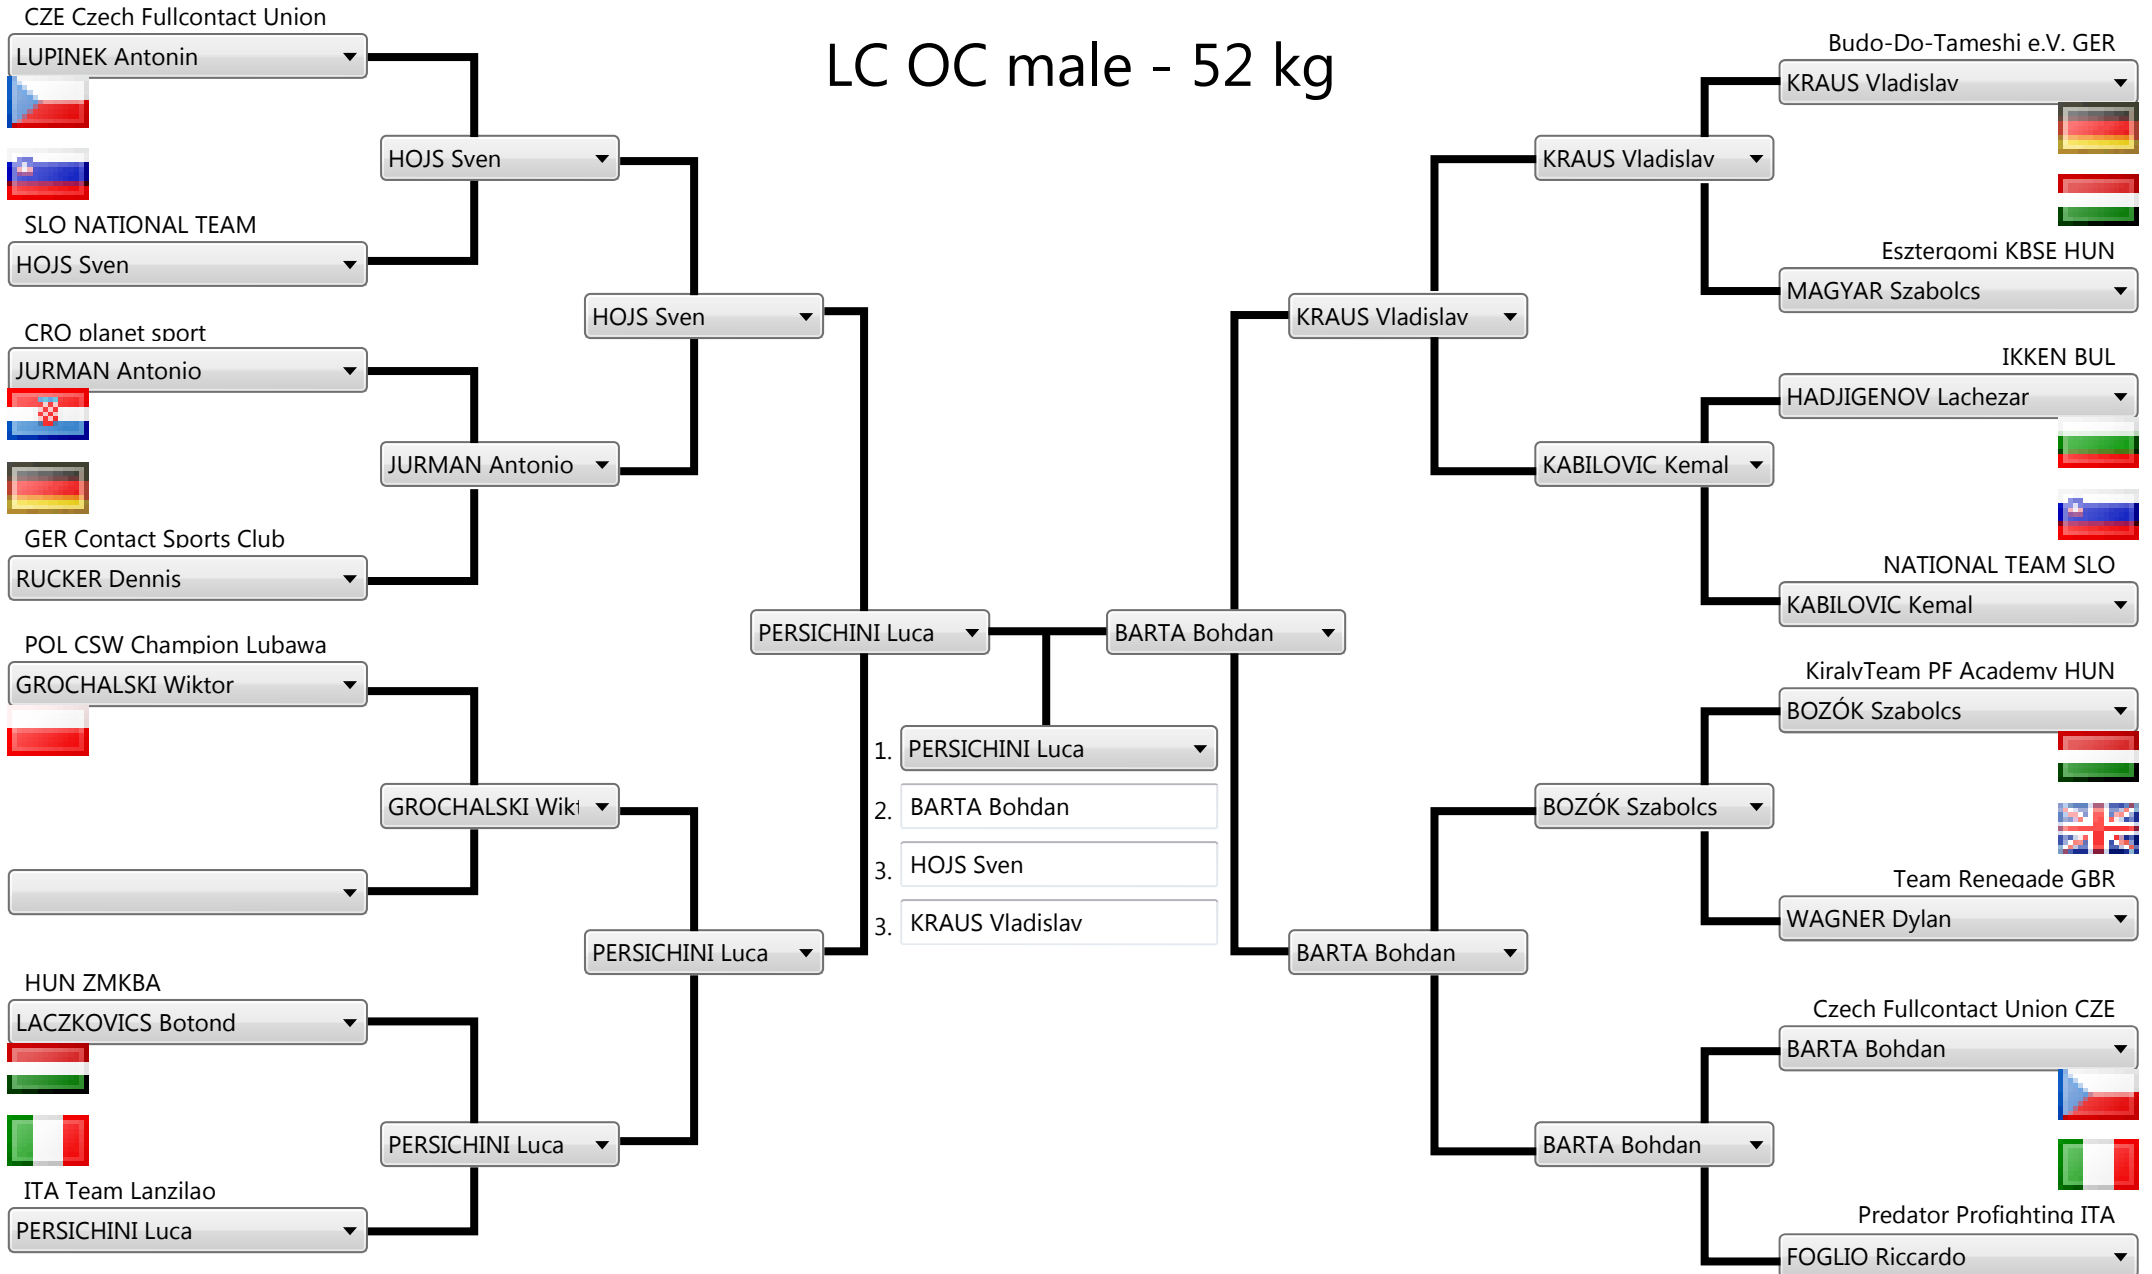 LC OC male - 52 kg
CZE Czech Fullcontact Union
LUPINEK Antonin
HOJS Sven
SLO NATIONAL TEAM
HOJS Sven
HOJS Sven
CRO planet sport
JURMAN Antonio
JURMAN Antonio
GER Contact Sports Club
RUCKER Dennis
POL CSW Champion Lubawa
GROCHALSKI Wiktor
GROCHALSKI Wikt
PERSICHINI Luca
HUN ZMKBA
LACZKOVICS Botond
PERSICHINI Luca
ITA Team Lanzilao
PERSICHINI Luca
PERSICHINI Luca
BARTA Bohdan
1. PERSICHINI Luca
2. BARTA Bohdan
3. HOJS Sven
3. KRAUS Vladislav
Budo-Do-Tameshi e.V. GER
KRAUS Vladislav
KRAUS Vladislav
Esztergomi KBSE HUN
MAGYAR Szabolcs
KRAUS Vladislav
IKKEN BUL
HADJIGENOV Lachezar
KABILOVIC Kemal
NATIONAL TEAM SLO
KABILOVIC Kemal
KiralyTeam PF Academy HUN
BOZÓK Szabolcs
BOZÓK Szabolcs
Team Renegade GBR
WAGNER Dylan
BARTA Bohdan
Czech Fullcontact Union CZE
BARTA Bohdan
BARTA Bohdan
Predator Profighting ITA
FOGLIO Riccardo